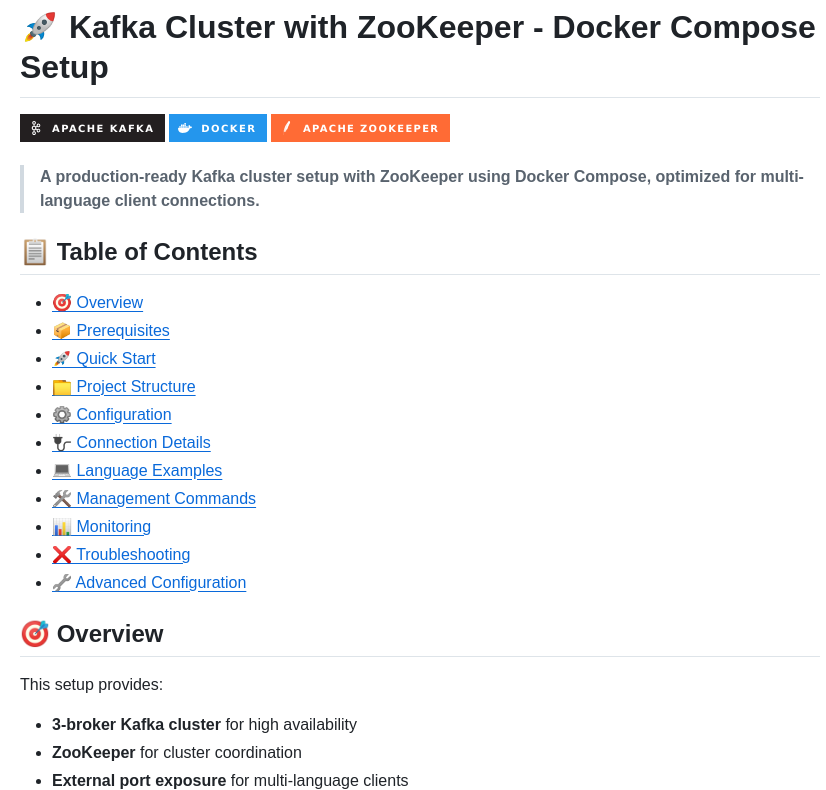 🚀 Kafka Cluster with ZooKeeper - Docker Compose
Setup
APACHE KAFKA DOCKER APACHE ZOOKEEPER
A production-ready Kafka cluster setup with ZooKeeper using Docker Compose, optimized for multi-
language client connections.
📋 Table of Contents
• 🎯 Overview
• 📦 Prerequisites
• 🚀 Quick Start
• 📁 Project Structure
• ⚙️ Configuration
• 🔌 Connection Details
• 💻 Language Examples
• 🛠️ Management Commands
• 📊 Monitoring
• ❌ Troubleshooting
• 🔧 Advanced Configuration
🎯 Overview
This setup provides:
• 3-broker Kafka cluster for high availability
• ZooKeeper for cluster coordination
• External port exposure for multi-language clients